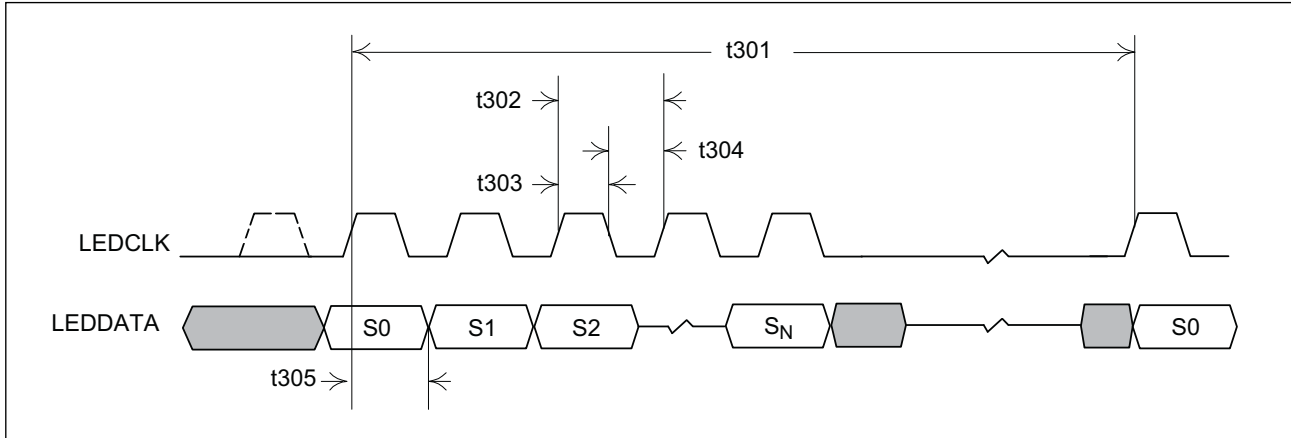 t301
t302
t304
t303
LEDCLK
LEDDATA
S0
S1
S2
SN
S0
t305